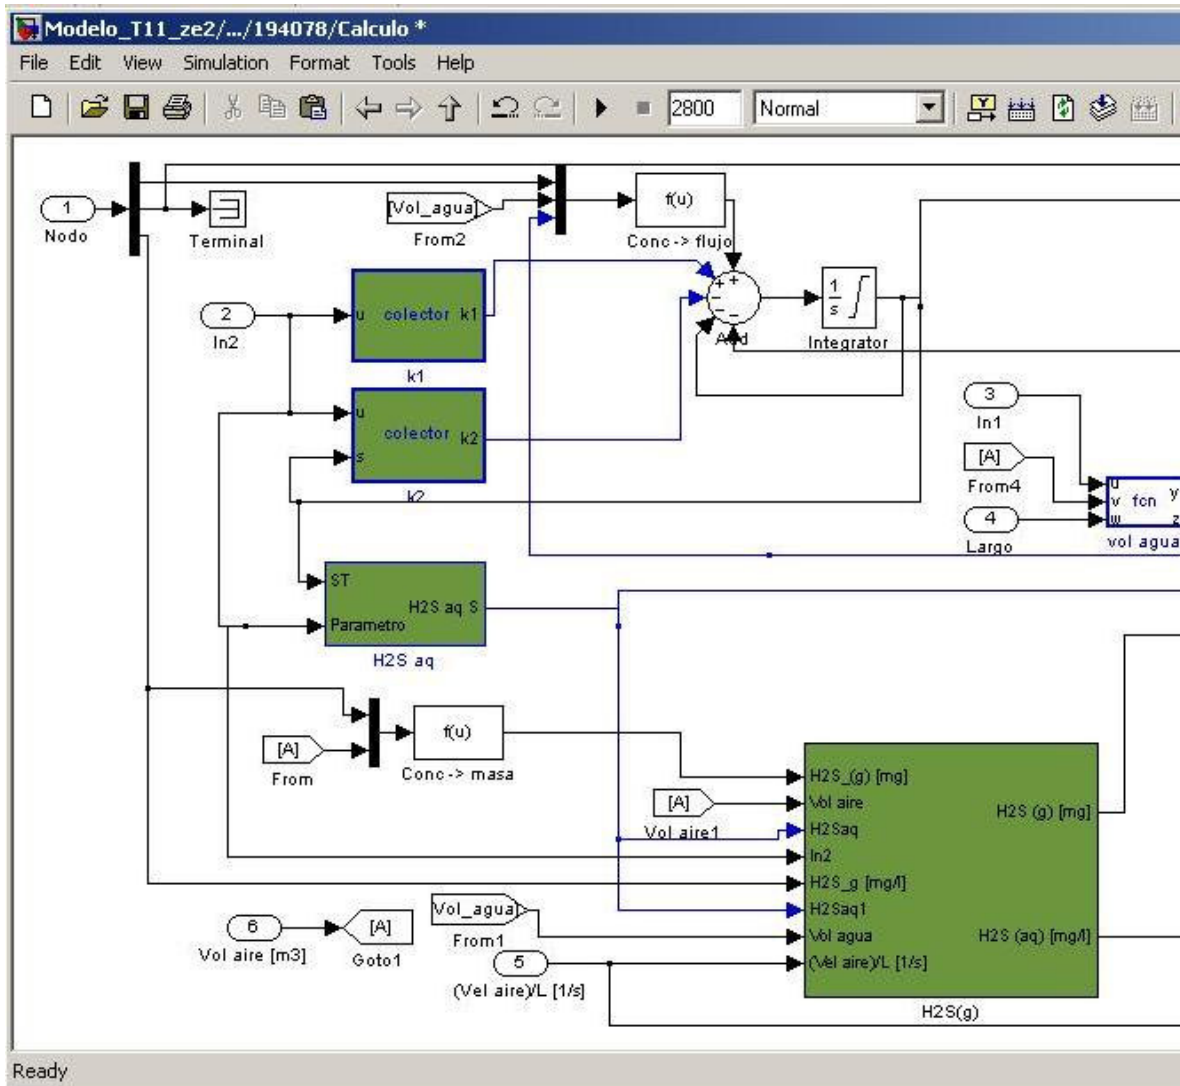 Modelo_T11_ze2/.../194078/Calculo *
File Edit View Simulation Format Tools Help
2800 Normal
1
Nodo
Terminal
[Vol_agua]
From2
f(u)
Conc -> flujo
2
In2
u colector k1
k1
u colector k2
s
k2
+ +
-
- -
Add
1
s
Integrator
3
In1
[A]
From4
4
Largo
u
v fcn y
w z
vol agua
ST
H2S aq S
Parametro
H2S aq
[A]
From
f(u)
Conc -> masa
[A]
Vol aire1
H2S_(g) [mg]
Vol aire
H2S (g) [mg]
H2Saq
In2
H2S_g [mg/l]
H2Saq1
Vol agua
H2S (aq) [mg/l]
(Vel aire)/L [1/s]
H2S(g)
6
Vol aire [m3]
[A]
Goto1
Vol_agua]
From1
5
(Vel aire)/L [1/s]
Ready